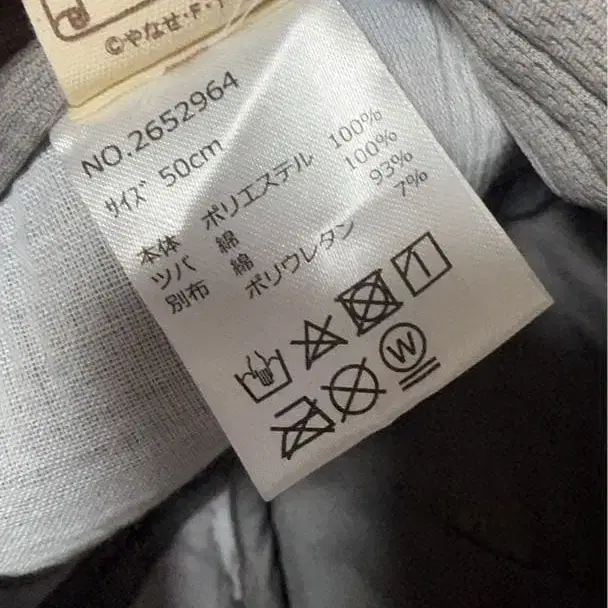 ©やなせ・F・T
NO.2652964
サイズ 50cm
本体 ポリエステル 100%
ツバ 綿 100%
別布 綿 93%
ポリウレタン 7%
W